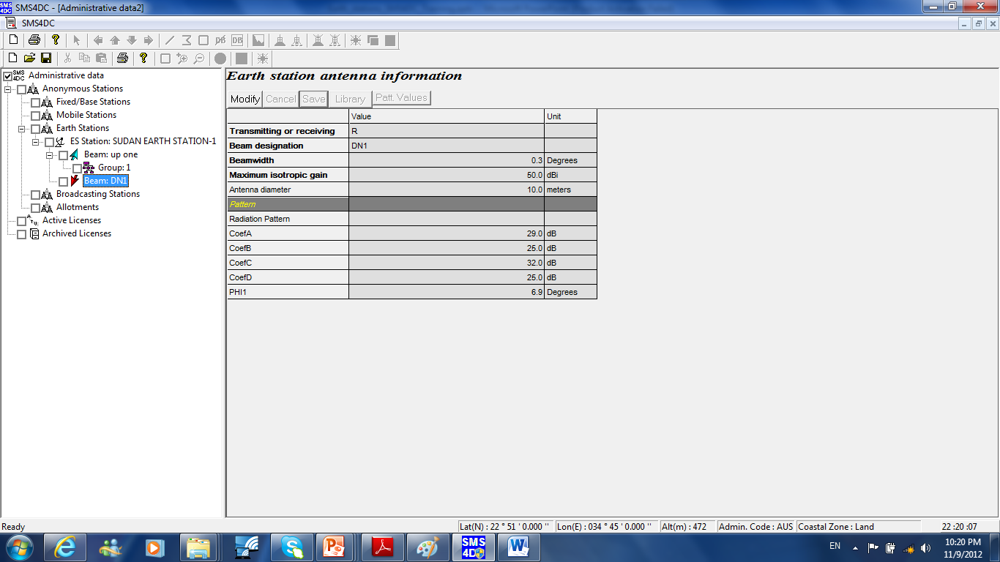 SMS4DC - [Administrative data2]
SMS4DC
Administrative data
Anonymous Stations
Fixed/Base Stations
Mobile Stations
Earth Stations
ES Station: SUDAN EARTH STATION-1
Beam: up one
Group: 1
Beam: DN1
Broadcasting Stations
Allotments
Active Licenses
Archived Licenses
Earth station antenna information
Modify Cancel Save Library Patt. Values
Value Unit
Transmitting or receiving R
Beam designation DN1
Beamwidth 0.3 Degrees
Maximum isotropic gain 50.0 dBi
Antenna diameter 10.0 meters
Pattern
Radiation Pattern
CoefA 29.0 dB
CoefB 25.0 dB
CoefC 32.0 dB
CoefD 25.0 dB
PHI1 6.9 Degrees
Ready Lat(N) : 22 ° 51 ' 0.000 '' Lon(E) : 034 ° 45 ' 0.000 '' Alt(m) : 472 Admin. Code : AUS Coastal Zone : Land 22 :20 :07
SMS 4D EN 10:20 PM
11/9/2012